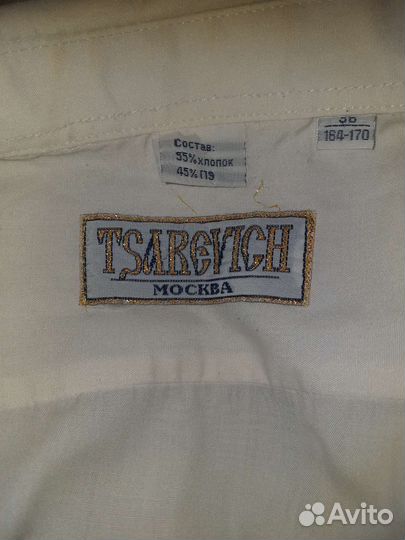 Состав:
55% хлопок
45% ПЭ
164-170
TSAREVICH
МОСКВА
Avito